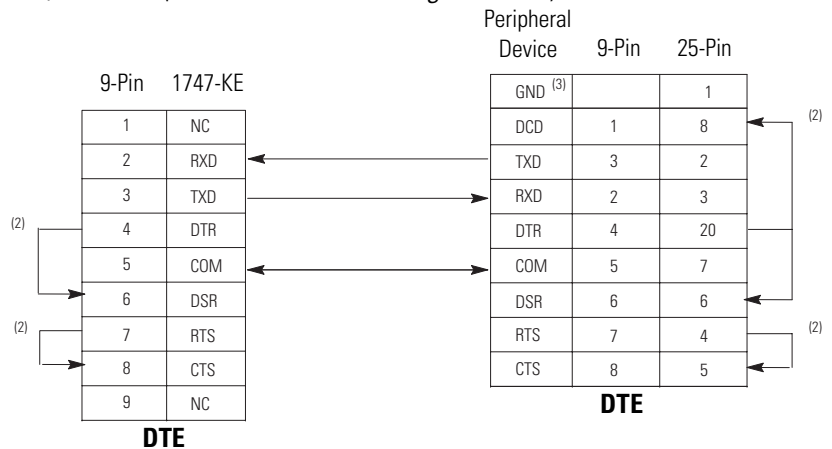 Peripheral
Device 9-Pin 25-Pin
9-Pin 1747-KE
GND (3) 1
DCD 1 8 (2)
TXD 3 2
RXD 2 3
DTR 4 20
COM 5 7
DSR 6 6
RTS 7 4 (2)
CTS 8 5
DTE
1 NC
2 RXD
3 TXD
(2) 4 DTR
5 COM
6 DSR
(2) 7 RTS
8 CTS
9 NC
DTE